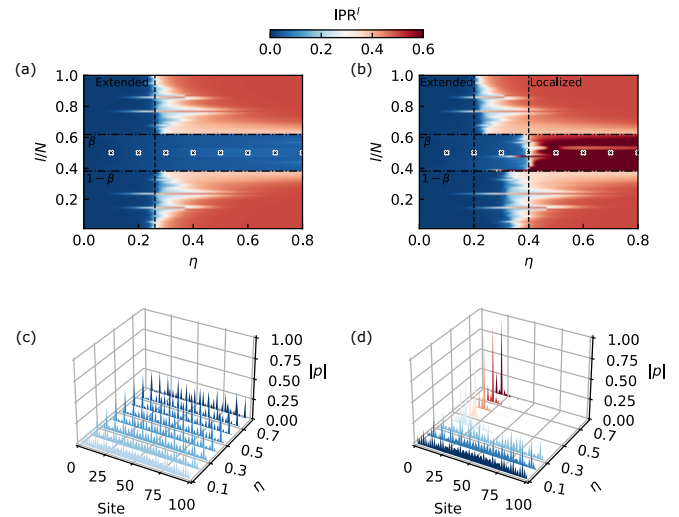 IPR^l
0.0 0.2 0.4 0.6
(a) (b)
1.0 Extended 1.0 Extended Localized
0.8 0.8
l/N 0.6 β l/N 0.6 β
0.4 1−β 0.4 1−β
0.2 0.2
0.0 0.2 0.4 0.6 0.8 0.0 0.2 0.4 0.6 0.8
η η
(c) (d)
1.00 1.00
0.75 |p| 0.75 |p|
0.50 0.50
0.25 0.25
0.00 0.00
0.7 0.7
0.5 0.5
0.3 0.3
0.1 0.1
η η
0 25 50 75 100 0 25 50 75 100
Site Site